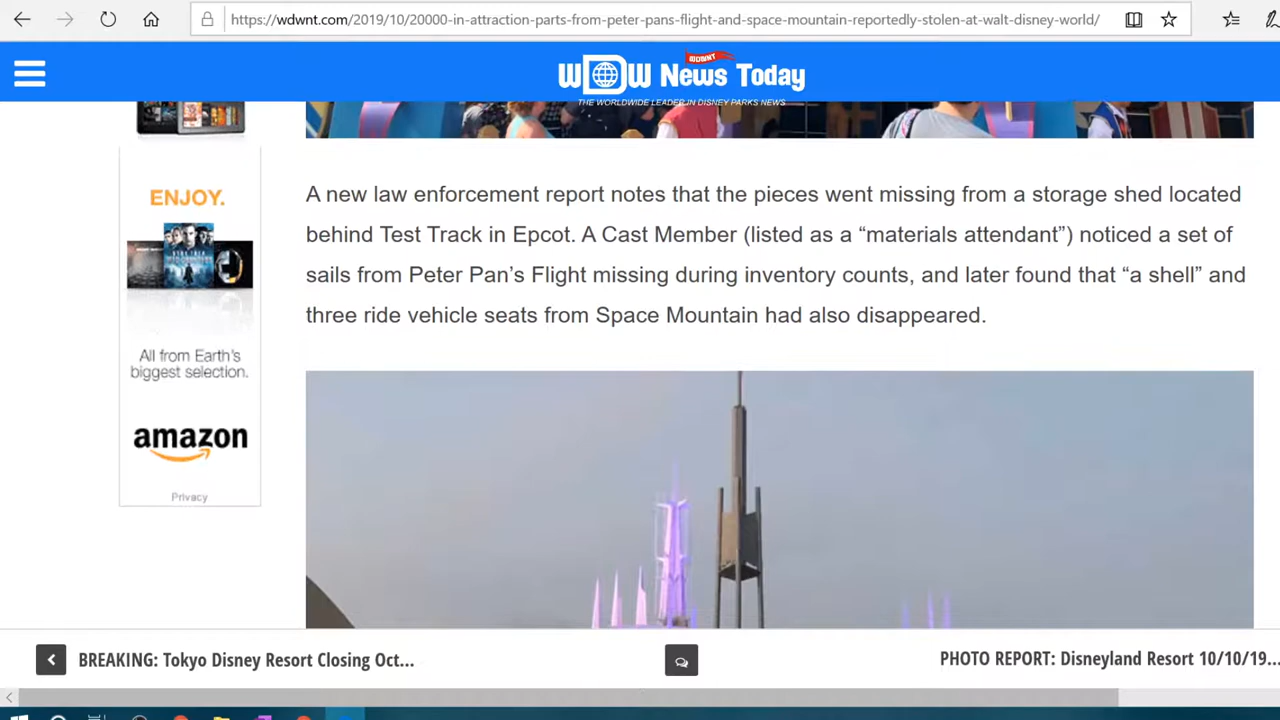 https://wdwnt.com/2019/10/20000-in-attraction-parts-from-peter-pans-flight-and-space-mountain-reportedly-stolen-at-walt-disney-world/
WDWNT
WDW News Today
THE WORLDWIDE LEADER IN DISNEY PARKS NEWS
A new law enforcement report notes that the pieces went missing from a storage shed located
behind Test Track in Epcot. A Cast Member (listed as a “materials attendant”) noticed a set of
sails from Peter Pan’s Flight missing during inventory counts, and later found that “a shell” and
three ride vehicle seats from Space Mountain had also disappeared.
ENJOY.
All from Earth's
biggest selection.
amazon
Privacy
BREAKING: Tokyo Disney Resort Closing Oct...
PHOTO REPORT: Disneyland Resort 10/10/19...